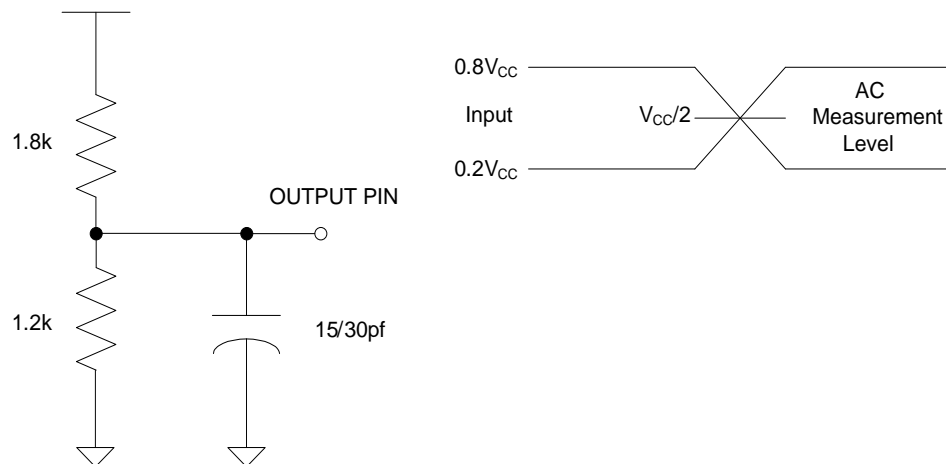 1.8k
OUTPUT PIN
1.2k
15/30pf
0.8VCC
Input
VCC/2
0.2VCC
AC
Measurement
Level